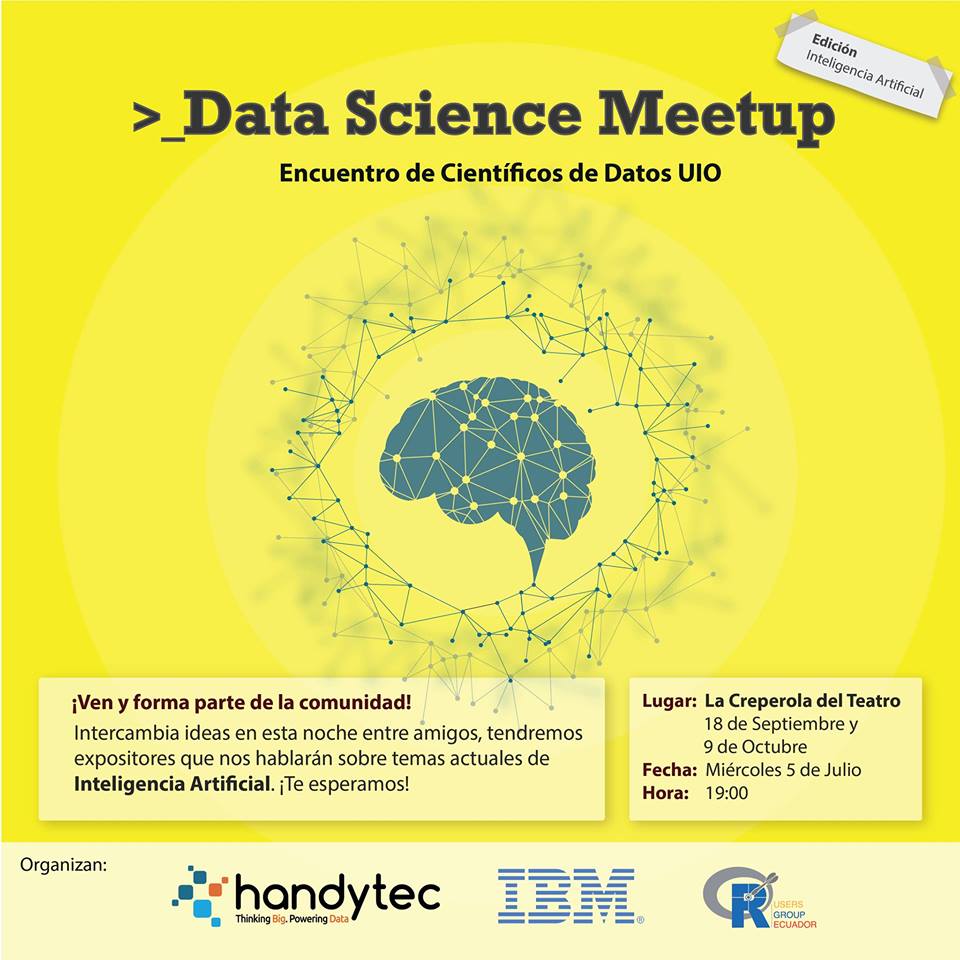 Edición
Inteligencia Artificial
>_Data Science Meetup
Encuentro de Científicos de Datos UIO
¡Ven y forma parte de la comunidad!
Intercambia ideas en esta noche entre amigos, tendremos
expositores que nos hablarán sobre temas actuales de
Inteligencia Artificial. ¡Te esperamos!
Lugar: La Creperola del Teatro
18 de Septiembre y
9 de Octubre
Fecha: Miércoles 5 de Julio
Hora: 19:00
Organizan:
handytec
Thinking Big. Powering Data
IBM®
R USERS
GROUP
ECUADOR